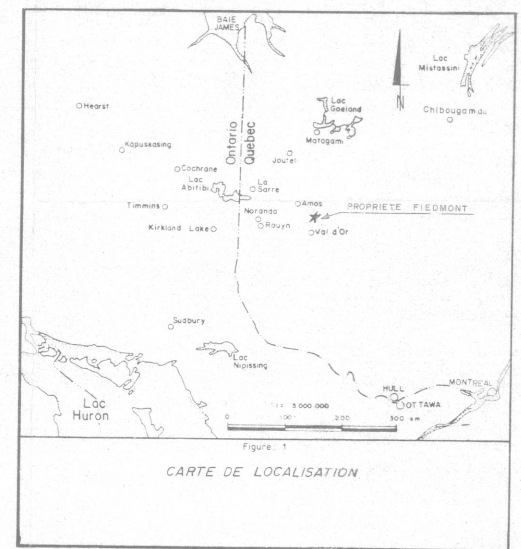 BAIE
JAMES
Lac
Mistassini
N
Hearst
Lac
Goeland
Chibougamau
Matagami
Ontario
Quebec
Kapuskasing
Joutel
Cochrane
Lac
Abitibi
La
Sarre
Timmins
Amos
PROPRIETE FIEDMONT
Noranda
Rouyn
Kirkland Lake
Val d'Or
Sudbury
Lac
Nipissing
Lac
Huron
HULL
OTTAWA
MONTREAL
5 000 000
0 100 200 300 km
Figure: 1
CARTE DE LOCALISATION